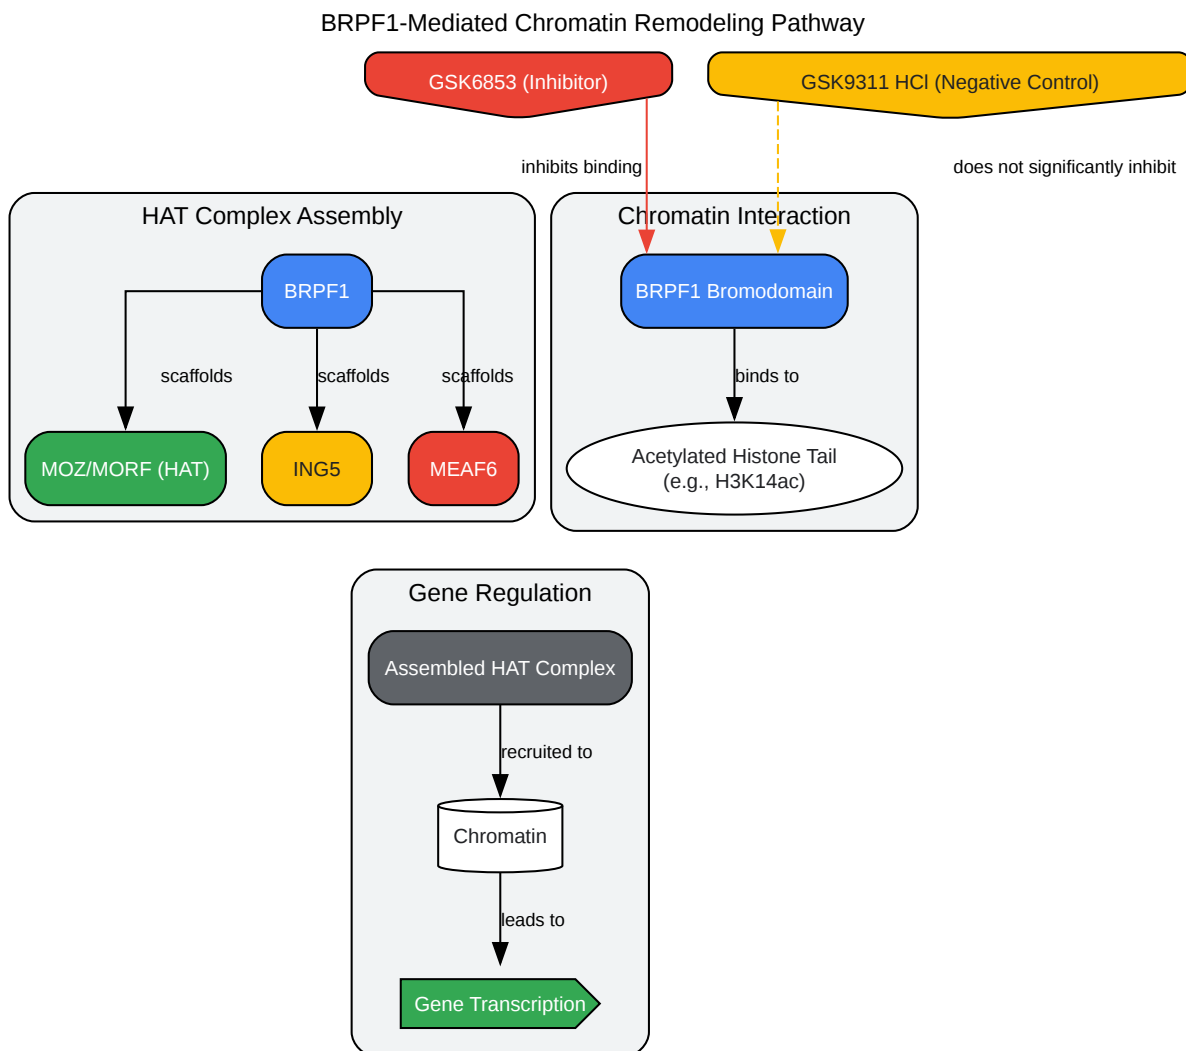 BRPF1-Mediated Chromatin Remodeling Pathway
GSK6853 (Inhibitor)
GSK9311 HCl (Negative Control)
inhibits binding
does not significantly inhibit
HAT Complex Assembly
BRPF1
scaffolds
scaffolds
scaffolds
MOZ/MORF (HAT)
ING5
MEAF6
Chromatin Interaction
BRPF1 Bromodomain
binds to
Acetylated Histone Tail
(e.g., H3K14ac)
Gene Regulation
Assembled HAT Complex
recruited to
Chromatin
leads to
Gene Transcription